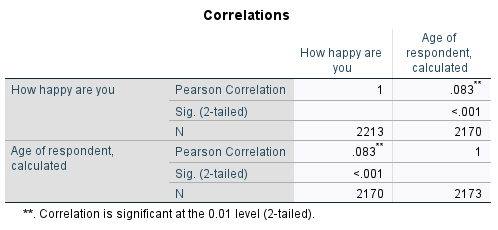 Correlations
How happy are you
Age of respondent, calculated
How happy are you Pearson Correlation 1 .083**
Sig. (2-tailed) <.001
N 2213 2170
Age of respondent, calculated Pearson Correlation .083** 1
Sig. (2-tailed) <.001
N 2170 2173
**. Correlation is significant at the 0.01 level (2-tailed).